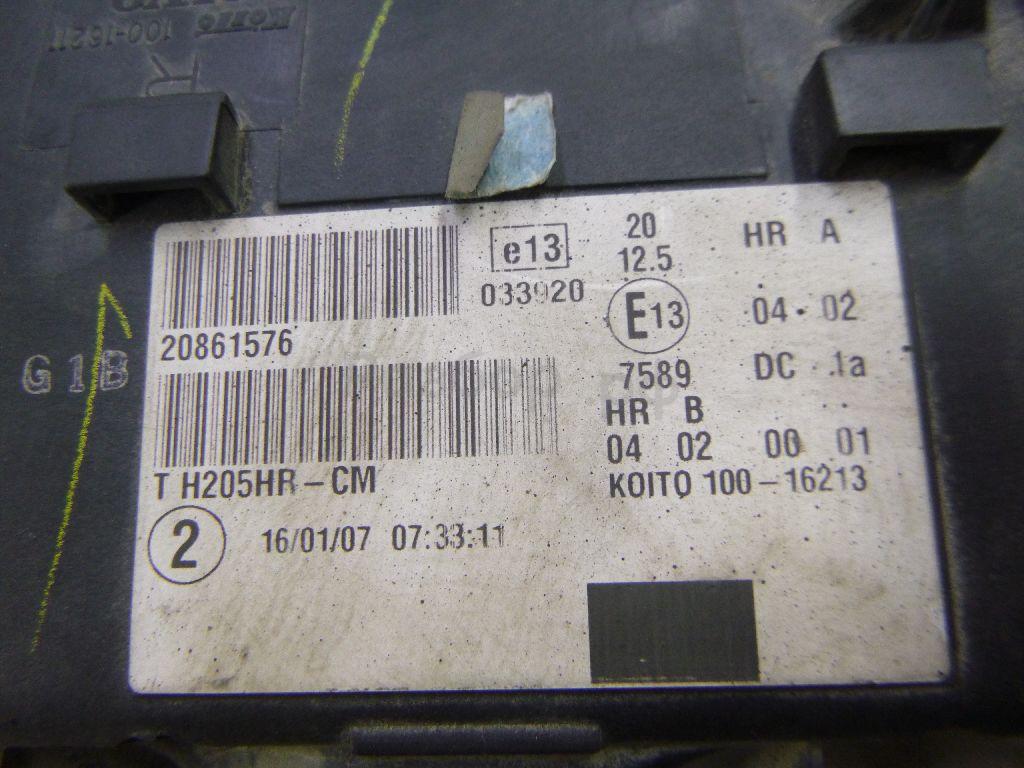 Koito
100-1621
R
G1B
20861576
T H205HR-CM
2 16/01/07 07:33:11
e13
033920
20
12.5
E13
7589
HR A
04 02
DC 1a
HR B
04 02 00 01
KOITO 100-16213